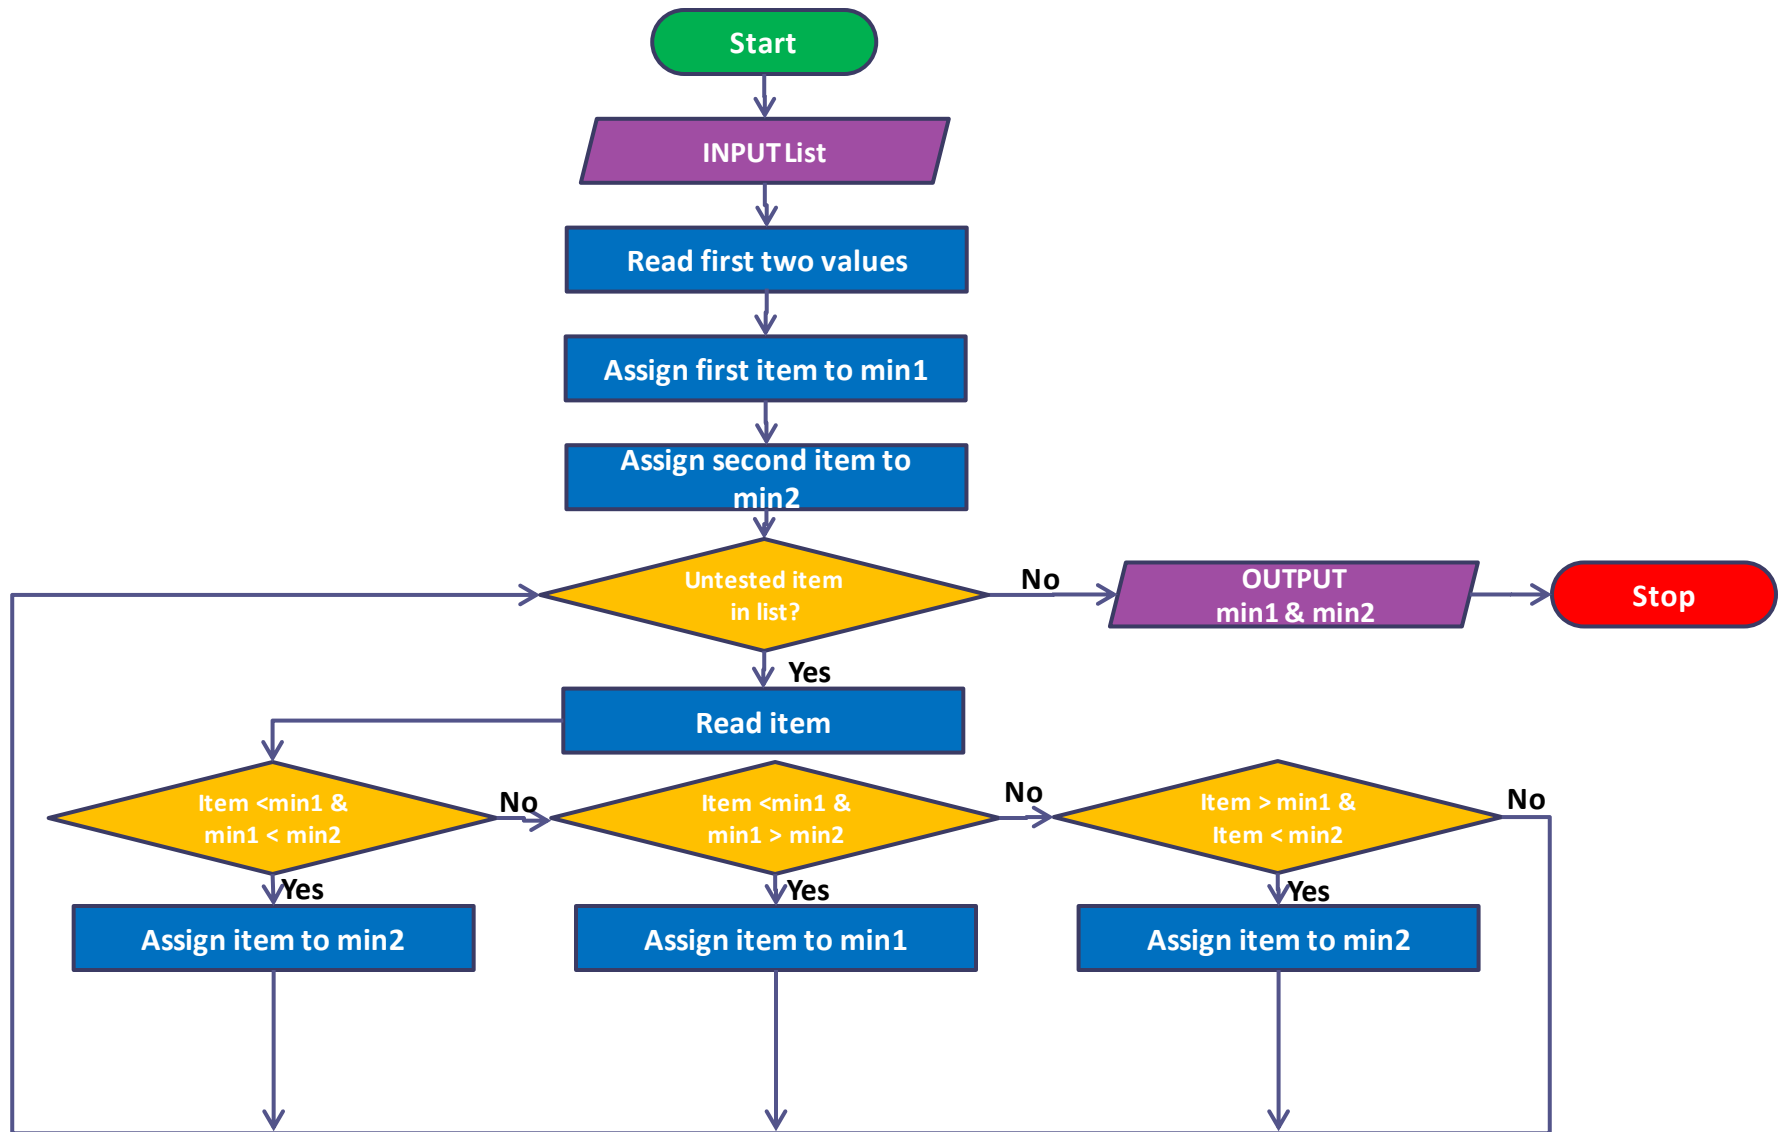 Start
INPUT List
Read first two values
Assign first item to min1
Assign second item to
min2
Untested item
in list?
No
OUTPUT
min1 & min2
Stop
Yes
Read item
Item <min1 &
min1 < min2
No
Item <min1 &
min1 > min2
No
Item > min1 &
Item < min2
No
Yes
Yes
Yes
Assign item to min2
Assign item to min1
Assign item to min2